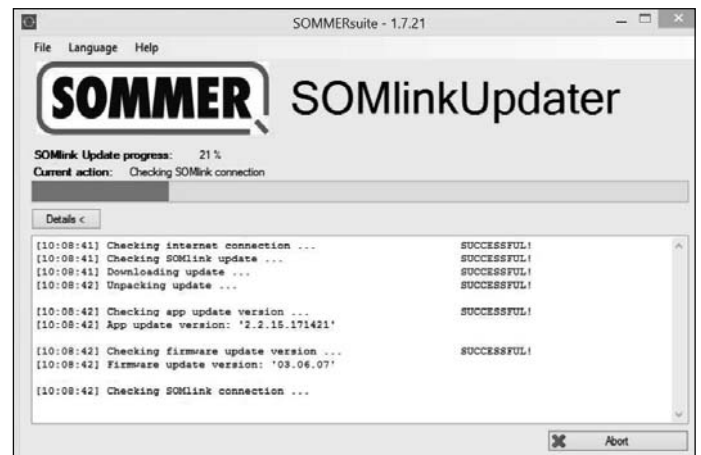 SOMMERsuite - 1.7.21
File Language Help
SOMMER SOMlinkUpdater
SOMlink Update progress: 21 %
Current action: Checking SOMlink connection
Details <
[10:08:41] Checking internet connection ... SUCCESSFUL!
[10:08:41] Checking SOMlink update ... SUCCESSFUL!
[10:08:41] Downloading update ... SUCCESSFUL!
[10:08:42] Unpacking update ... SUCCESSFUL!
[10:08:42] Checking app update version ... SUCCESSFUL!
[10:08:42] App update version: '2.2.15.171421'
[10:08:42] Checking firmware update version ... SUCCESSFUL!
[10:08:42] Firmware update version: '03.06.07'
[10:08:42] Checking SOMlink connection ...
Abort